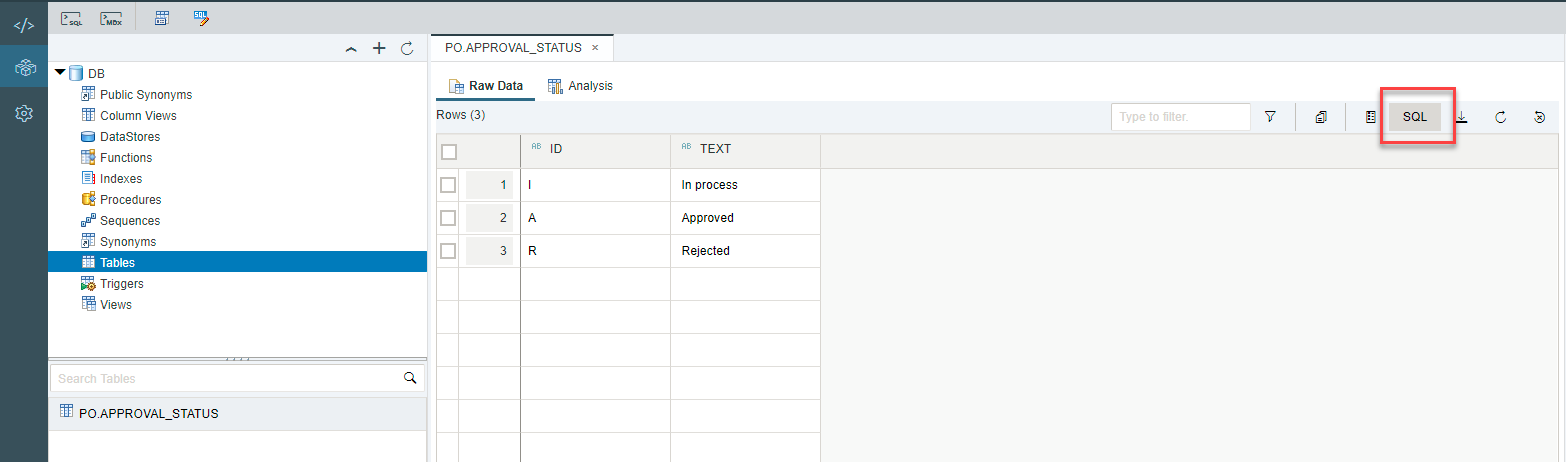 </>
SQL
MDX
SQL
PO.APPROVAL_STATUS ×
DB
Public Synonyms
Column Views
DataStores
Functions
Indexes
Procedures
Sequences
Synonyms
Tables
Triggers
Views
Search Tables
PO.APPROVAL_STATUS
Raw Data Analysis
Rows (3)
Type to filter.
SQL
AB ID AB TEXT
1 I In process
2 A Approved
3 R Rejected